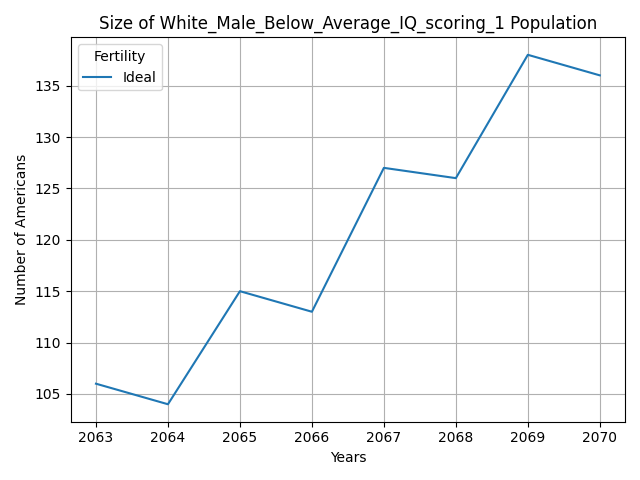 Size of White_Male_Below_Average_IQ_scoring_1 Population
Fertility
Ideal
Number of Americans
135
130
125
120
115
110
105
2063 2064 2065 2066 2067 2068 2069 2070
Years